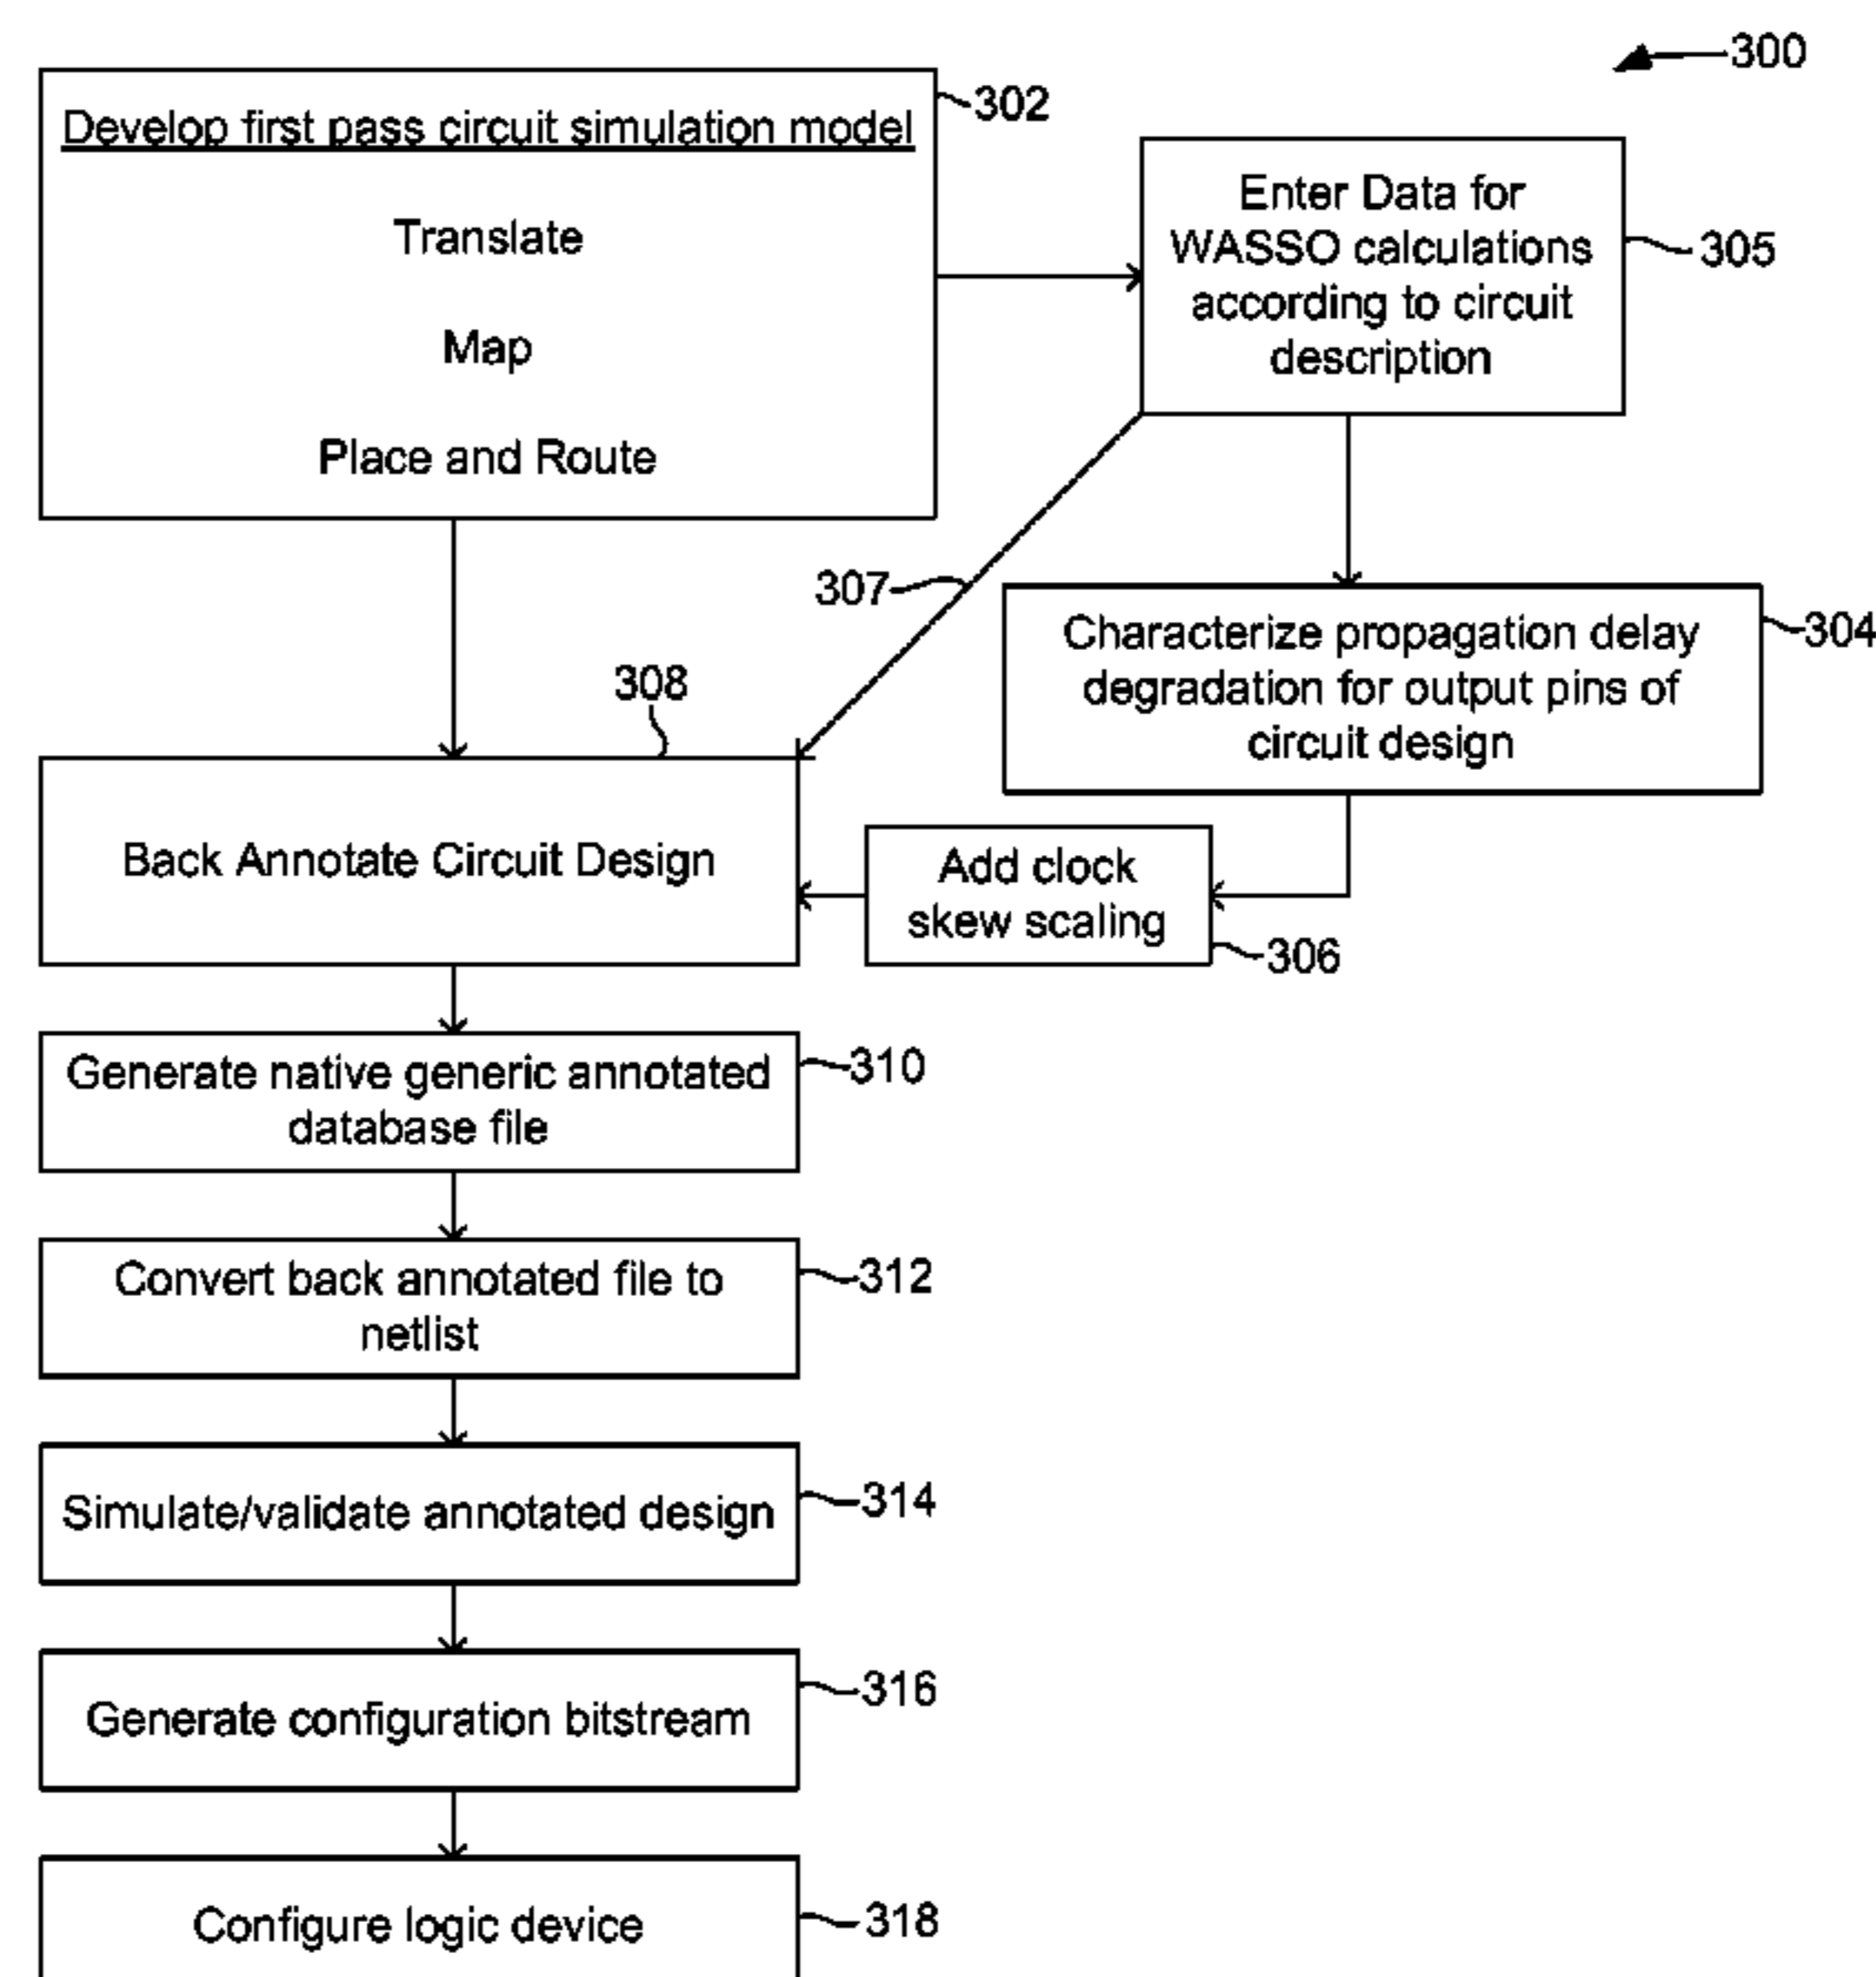 300
Develop first pass circuit simulation model
302
Translate
Map
Place and Route
Enter Data for
WASSO calculations
according to circuit
description
305
307
Characterize propagation delay
degradation for output pins of
circuit design
304
308
Back Annotate Circuit Design
Add clock
skew scaling
306
Generate native generic annotated
database file
310
Convert back annotated file to
netlist
312
Simulate/validate annotated design
314
Generate configuration bitstream
316
Configure logic device
318